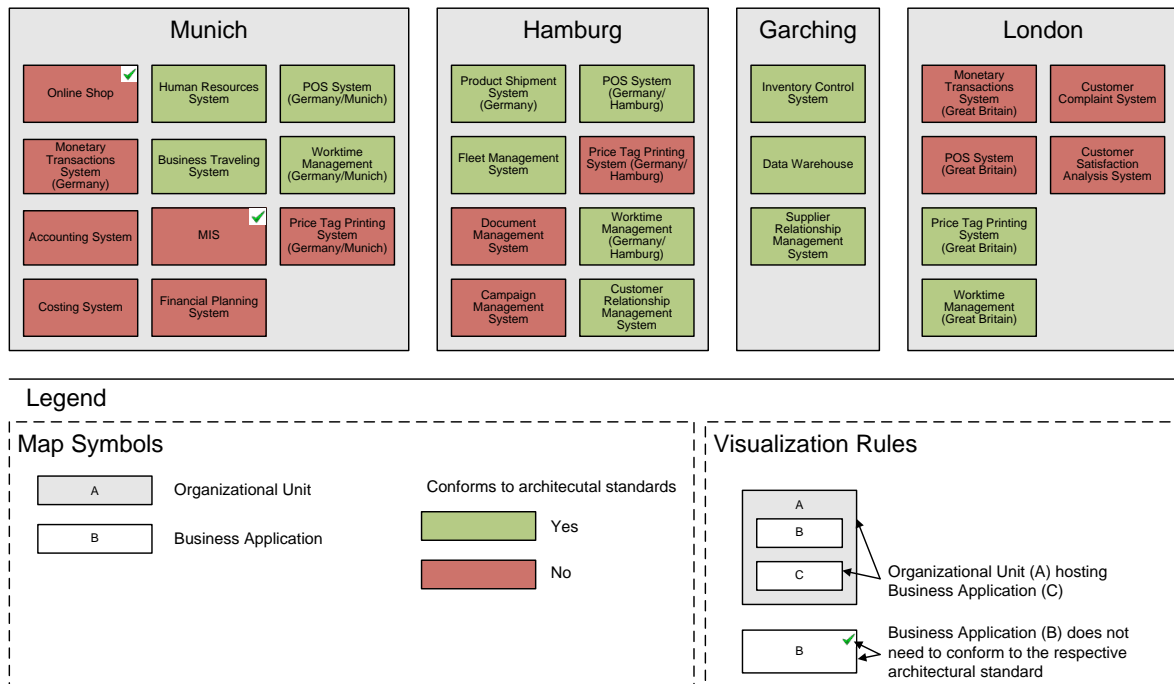 Munich
Online Shop
Human Resources
System
POS System
(Germany/Munich)
Monetary
Transactions
System
(Germany)
Business Traveling
System
Worktime
Management
(Germany/Munich)
Accounting System
MIS
Price Tag Printing
System
(Germany/Munich)
Costing System
Financial Planning
System
Hamburg
Product Shipment
System
(Germany)
POS System
(Germany/
Hamburg)
Fleet Management
System
Price Tag Printing
System (Germany/
Hamburg)
Document
Management
System
Worktime
Management
(Germany/
Hamburg)
Campaign
Management
System
Customer
Relationship
Management
System
Garching
Inventory Control
System
Data Warehouse
Supplier
Relationship
Management
System
London
Monetary
Transactions
System
(Great Britain)
Customer
Complaint System
POS System
(Great Britain)
Customer
Satisfaction
Analysis System
Price Tag Printing
System
(Great Britain)
Worktime
Management
(Great Britain)
Legend
Map Symbols
A
Organizational Unit
B
Business Application
Conforms to architecutal standards
Yes
No
Visualization Rules
A
B
C
Organizational Unit (A) hosting
Business Application (C)
B
Business Application (B) does not
need to conform to the respective
architectural standard